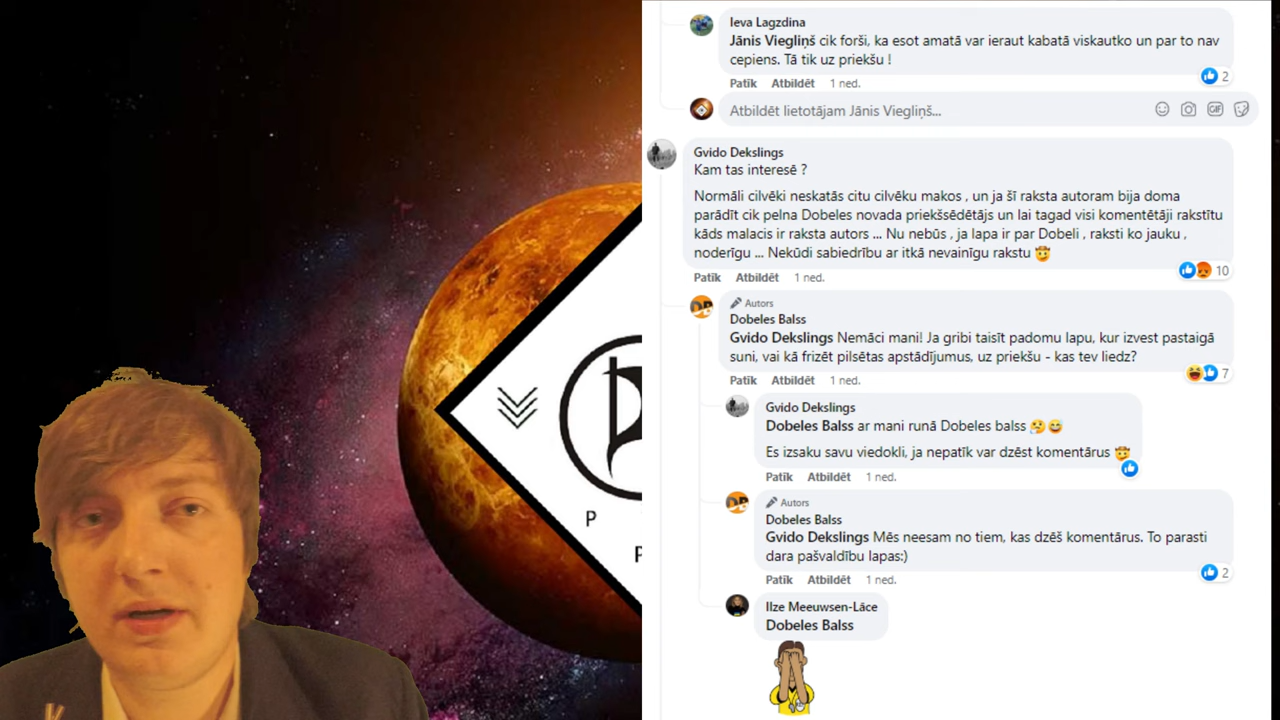 Ieva Lagzdina
Jānis Viegliņš cik forši, ka esot amatā var ieraut kabatā viskautko un par to nav
cepiens. Tā tik uz priekšu !
Patīk Atbildēt 1 ned.
2
Atbildēt lietotājam Jānis Viegliņš...
GIF
Gvido Dekslings
Kam tas interesē ?
Normāli cilvēki neskatās citu cilvēku makos , un ja šī raksta autoram bija doma
parādīt cik pelna Dobeles novada priekšsēdētājs un lai tagad visi komentētāji rakstītu
kāds malacis ir raksta autors ... Nu nebūs , ja lapa ir par Dobeli , raksti ko jauku ,
noderīgu ... Nekūdi sabiedrību ar itkā nevainīgu rakstu
10
Patīk Atbildēt 1 ned.
Autors
Dobeles Balss
Gvido Dekslings Nemāci mani! Ja gribi taisīt padomu lapu, kur izvest pastaigā
suni, vai kā frizēt pilsētas apstādījumus, uz priekšu - kas tev liedz?
7
Patīk Atbildēt 1 ned.
Gvido Dekslings
Dobeles Balss ar mani runā Dobeles balss
Es izsaku savu viedokli, ja nepatīk var dzēst komentārus
Patīk Atbildēt 1 ned.
Autors
Dobeles Balss
Gvido Dekslings Mēs neesam no tiem, kas dzēš komentārus. To parasti
dara pašvaldību lapas:)
2
Patīk Atbildēt 1 ned.
Ilze Meeuwsen-Lāce
Dobeles Balss
P
P